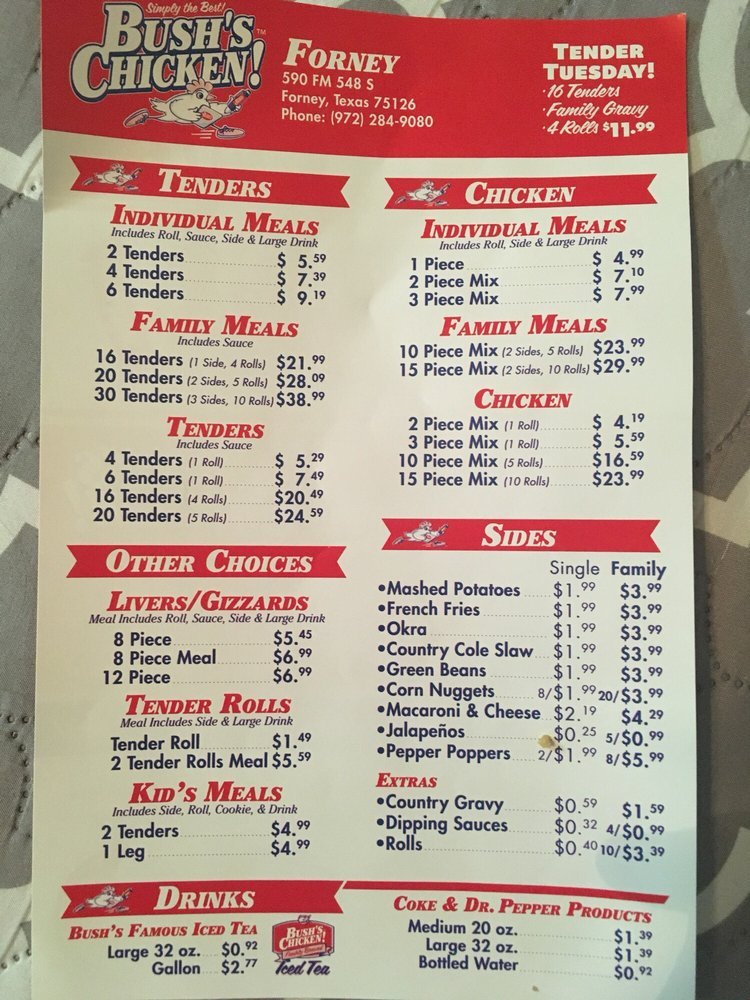 Simply the Best!
BUSH'S CHICKEN!™
FORNEY
590 FM 548 S
Forney, Texas 75126
Phone: (972) 284-9080
TENDER TUESDAY!
·16 Tenders
·Family Gravy
·4 Rolls $11.99
TENDERS
INDIVIDUAL MEALS
Includes Roll, Sauce, Side & Large Drink
2 Tenders $ 5.59
4 Tenders $ 7.39
6 Tenders $ 9.19
FAMILY MEALS
Includes Sauce
16 Tenders (1 Side, 4 Rolls) $21.99
20 Tenders (2 Sides, 5 Rolls) $28.09
30 Tenders (3 Sides, 10 Rolls) $38.99
TENDERS
Includes Sauce
4 Tenders (1 Roll) $ 5.29
6 Tenders (1 Roll) $ 7.49
16 Tenders (4 Rolls) $20.49
20 Tenders (5 Rolls) $24.59
OTHER CHOICES
LIVERS/GIZZARDS
Meal Includes Roll, Sauce, Side & Large Drink
8 Piece $5.45
8 Piece Meal $6.99
12 Piece $6.99
TENDER ROLLS
Meal Includes Side & Large Drink
Tender Roll $1.49
2 Tender Rolls Meal $5.59
KID'S MEALS
Includes Side, Roll, Cookie, & Drink
2 Tenders $4.99
1 Leg $4.99
CHICKEN
INDIVIDUAL MEALS
Includes Roll, Side & Large Drink
1 Piece $ 4.99
2 Piece Mix $ 7.10
3 Piece Mix $ 7.99
FAMILY MEALS
10 Piece Mix (2 Sides, 5 Rolls) $23.99
15 Piece Mix (2 Sides, 10 Rolls) $29.99
CHICKEN
2 Piece Mix (1 Roll) $ 4.19
3 Piece Mix (1 Roll) $ 5.59
10 Piece Mix (5 Rolls) $16.59
15 Piece Mix (10 Rolls) $23.99
SIDES
Single Family
•Mashed Potatoes $1.99 $3.99
•French Fries $1.99 $3.99
•Okra $1.99 $3.99
•Country Cole Slaw $1.99 $3.99
•Green Beans $1.99 $3.99
•Corn Nuggets 8/$1.99 20/$3.99
•Macaroni & Cheese $2.19 $4.29
•Jalapeños $0.25 5/$0.99
•Pepper Poppers 2/$1.99 8/$5.99
EXTRAS
•Country Gravy $0.59 $1.59
•Dipping Sauces $0.32 4/$0.99
•Rolls $0.40 10/$3.39
DRINKS
BUSH'S FAMOUS ICED TEA
Large 32 oz. $0.92
Gallon $2.77
BUSH'S CHICKEN!
Iced Tea
COKE & DR. PEPPER PRODUCTS
Medium 20 oz. $1.39
Large 32 oz. $1.39
Bottled Water $0.92